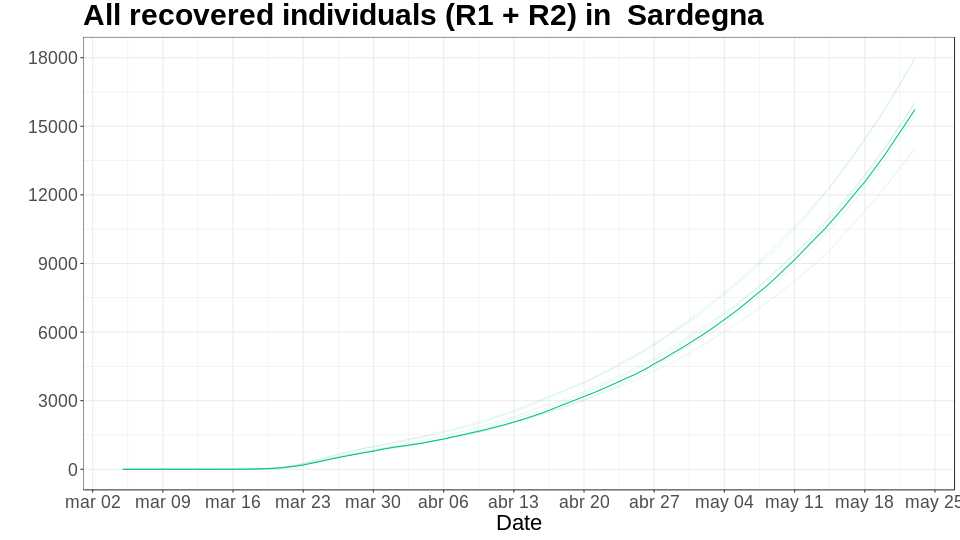 All recovered individuals (R1 + R2) in  Sardegna
18000
15000
12000
9000
6000
3000
0
mar 02 mar 09 mar 16 mar 23 mar 30 abr 06 abr 13 abr 20 abr 27 may 04 may 11 may 18 may 25
Date